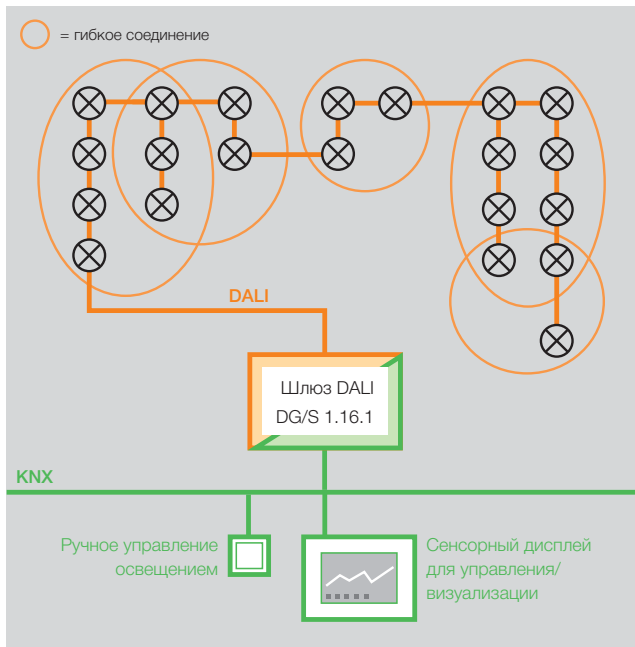 = гибкое соединение
DALI
Шлюз DALI
DG/S 1.16.1
KNX
Ручное управление
освещением
Сенсорный дисплей
для управления/
визуализации